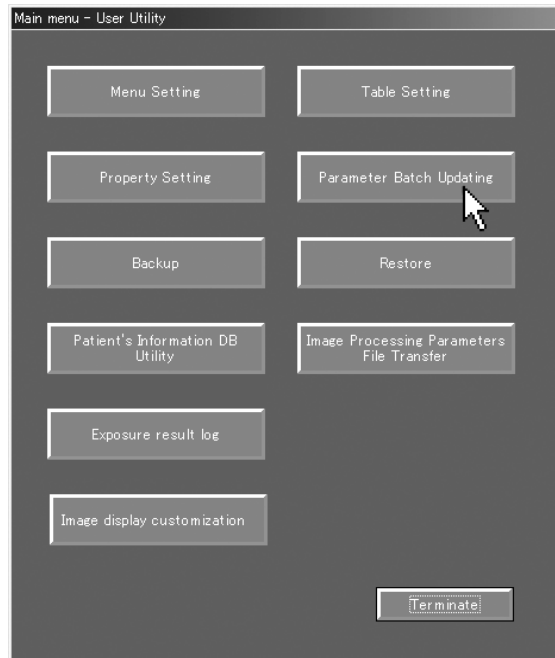 Main menu - User Utility
Menu Setting
Table Setting
Property Setting
Parameter Batch Updating
Backup
Restore
Patient's Information DB
Utility
Image Processing Parameters
File Transfer
Exposure result log
Image display customization
Terminate